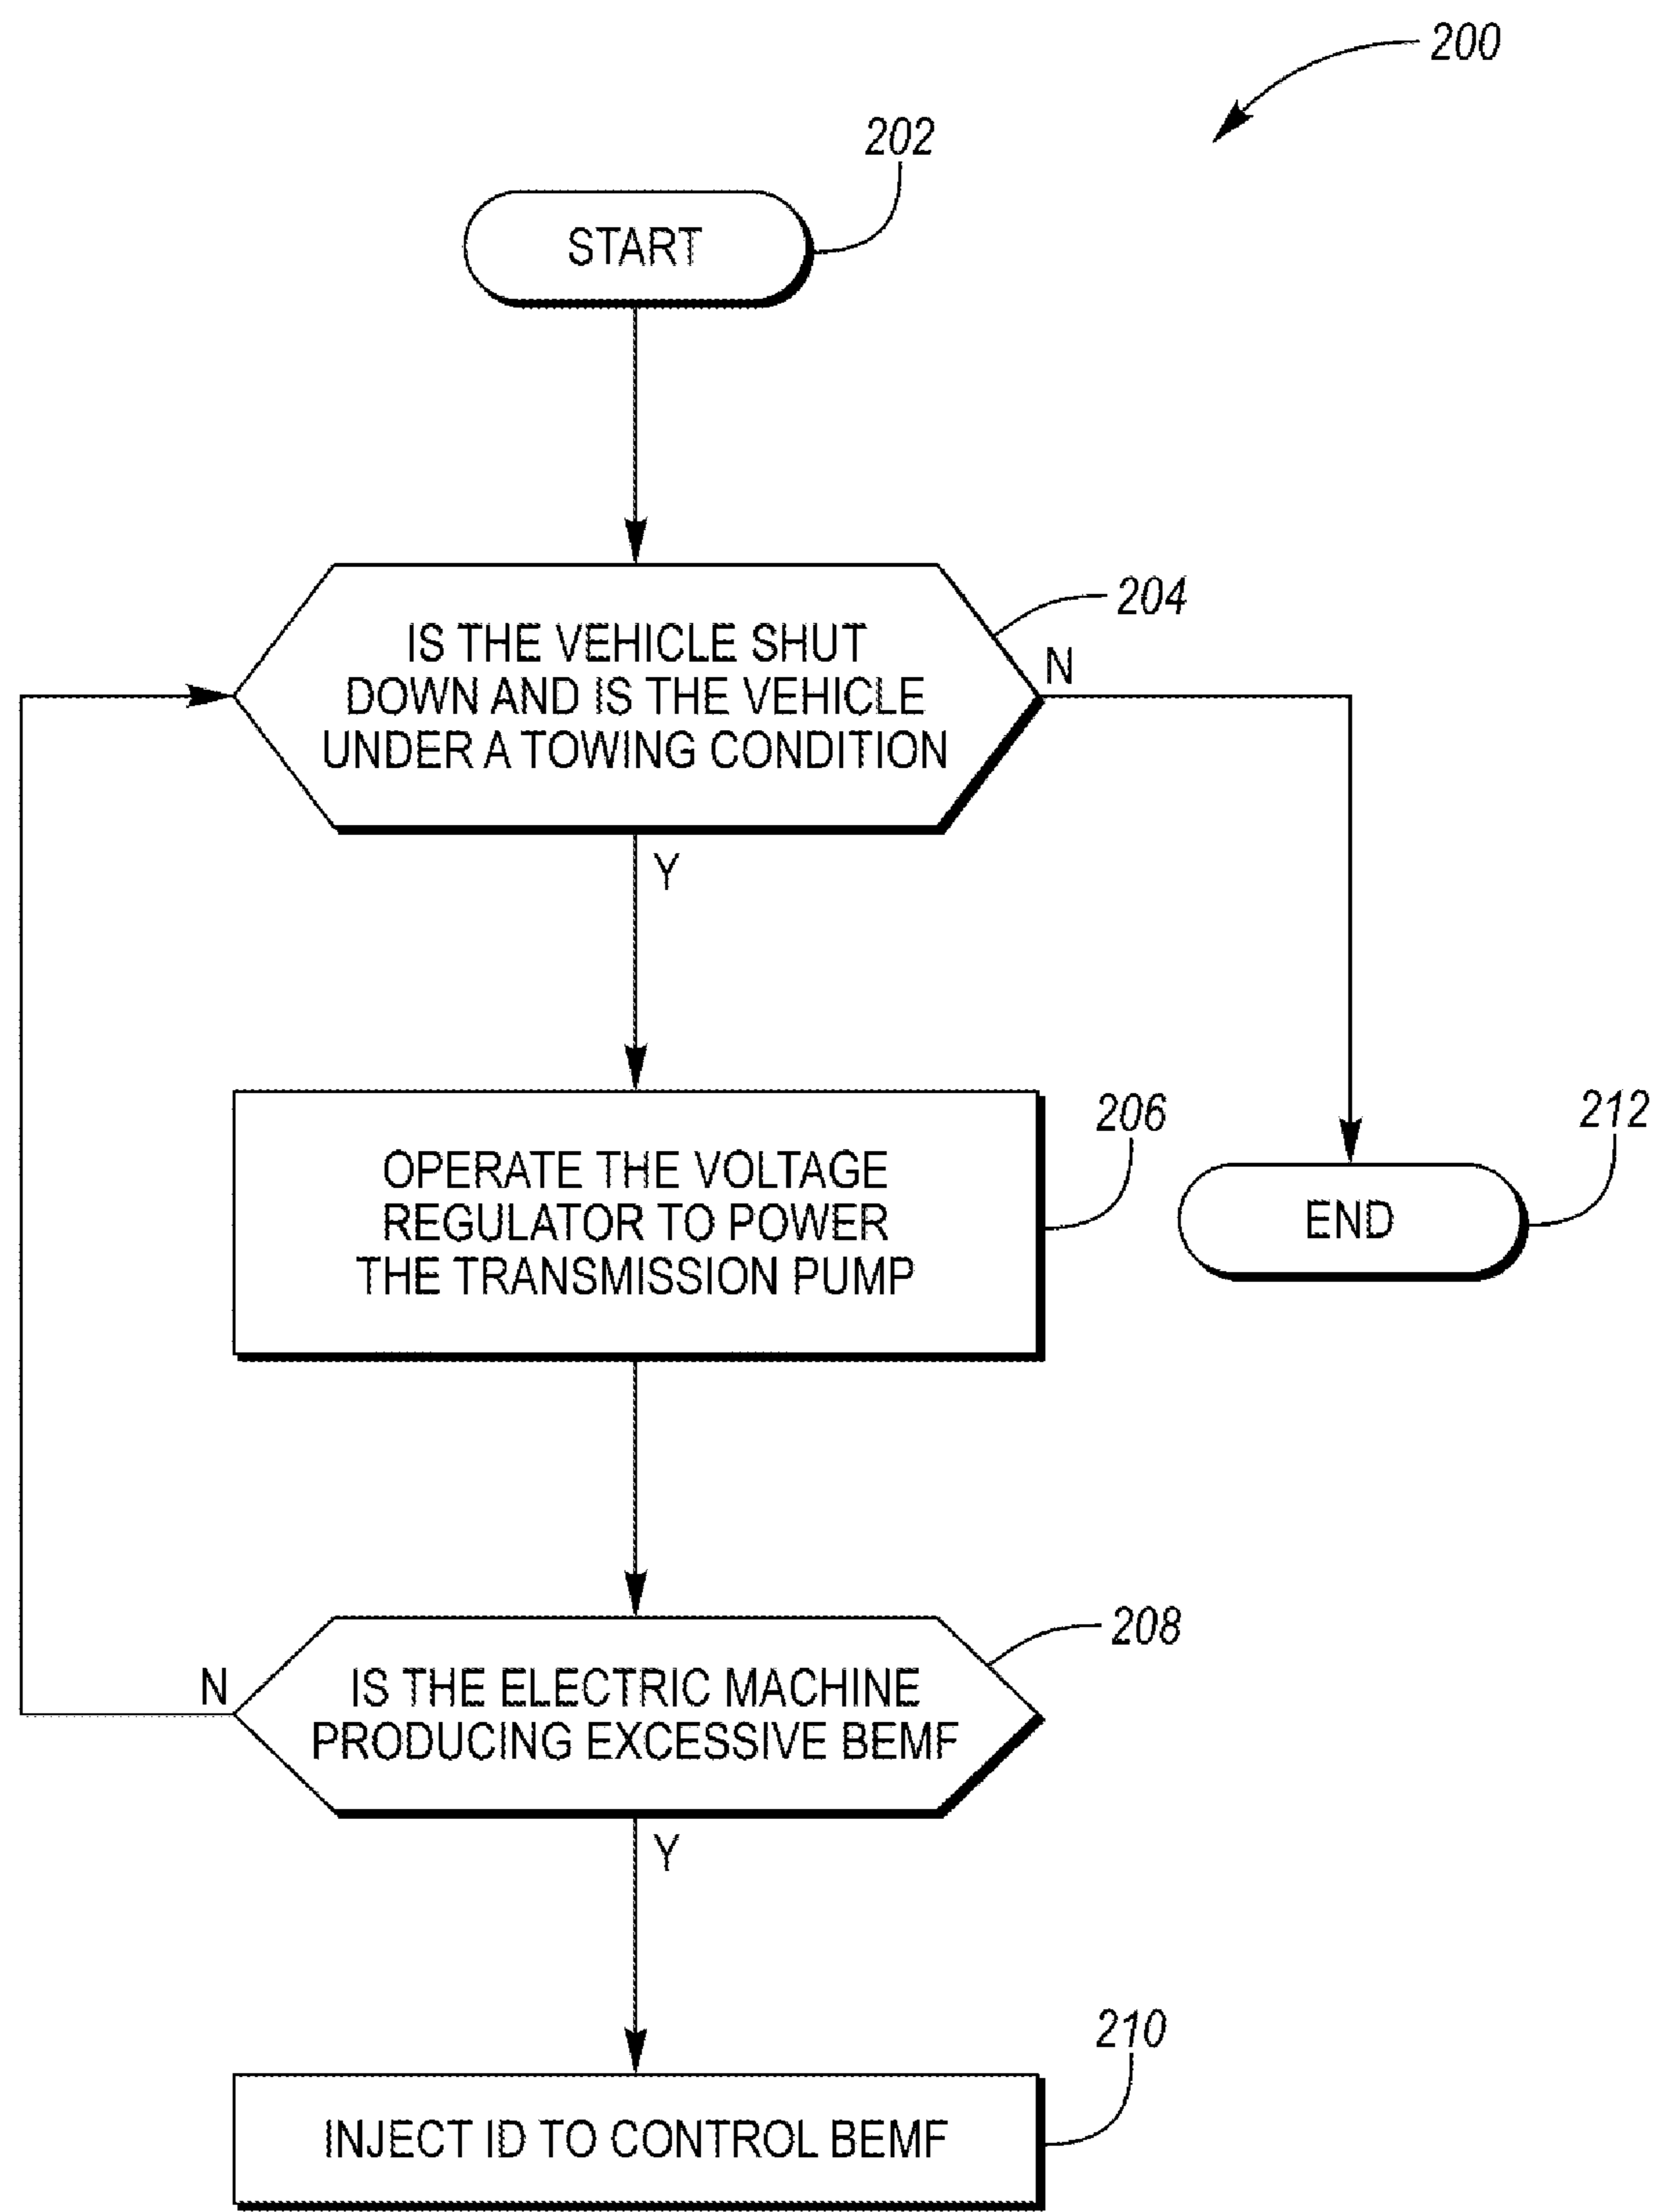 200
202
START
204
IS THE VEHICLE SHUT
DOWN AND IS THE VEHICLE
UNDER A TOWING CONDITION
N
Y
206
OPERATE THE VOLTAGE
REGULATOR TO POWER
THE TRANSMISSION PUMP
212
END
208
N
IS THE ELECTRIC MACHINE
PRODUCING EXCESSIVE BEMF
Y
210
INJECT ID TO CONTROL BEMF